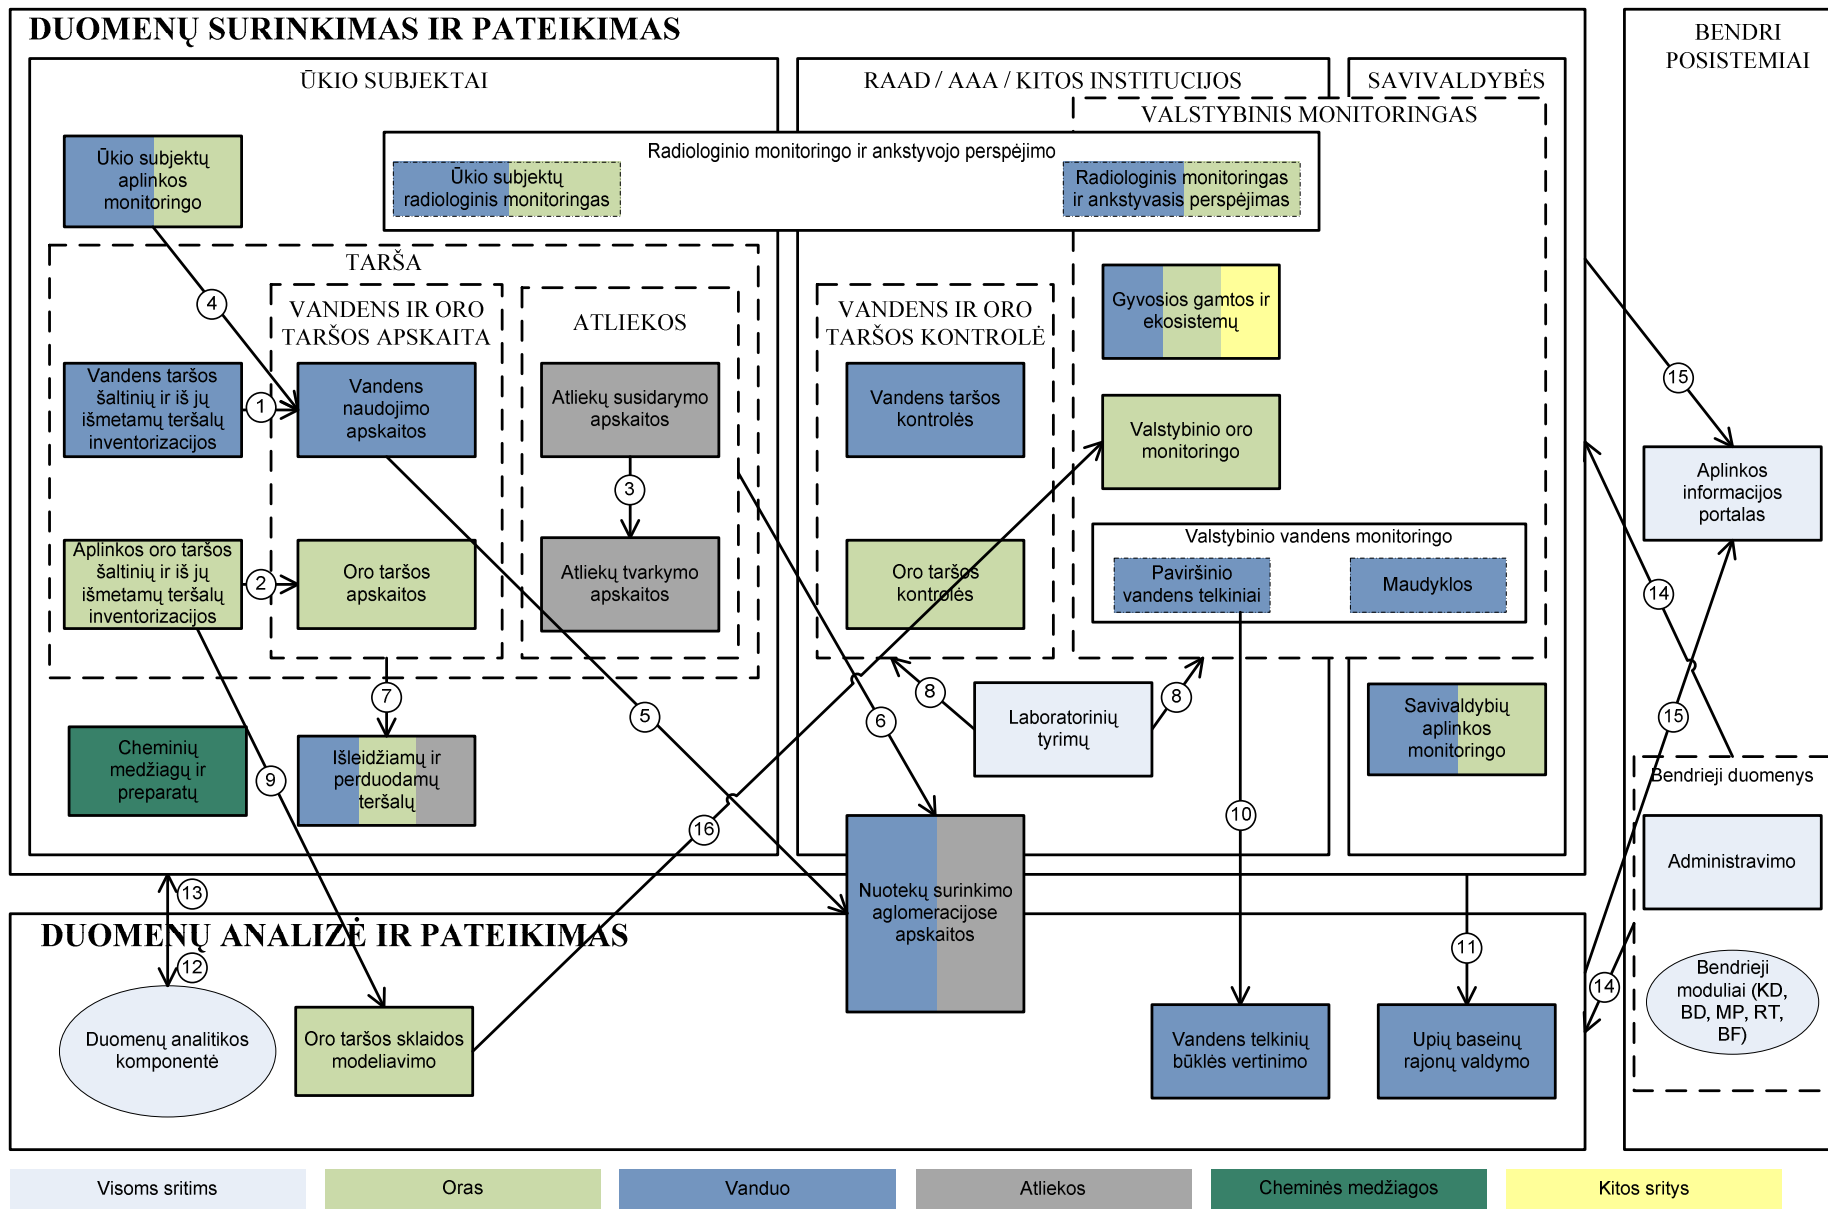 DUOMENŲ SURINKIMAS IR PATEIKIMAS
ŪKIO SUBJEKTAI
RAAD / AAA / KITOS INSTITUCIJOS
SAVIVALDYBĖS
BENDRI
POSISTEMIAI
VALSTYBINIS MONITORINGAS
Ūkio subjektų
aplinkos
monitoringo
Radiologinio monitoringo ir ankstyvojo perspėjimo
Ūkio subjektų
radiologinis monitoringas
Radiologinis monitoringas
ir ankstyvasis perspėjimas
TARŠA
4
VANDENS IR ORO
TARŠOS APSKAITA
ATLIEKOS
VANDENS IR ORO
TARŠOS KONTROLĖ
Gyvosios gamtos ir
ekosistemų
15
Vandens taršos
šaltinių ir iš jų
išmetamų teršalų
inventorizacijos
1
Vandens
naudojimo
apskaitos
Atliekų susidarymo
apskaitos
Vandens taršos
kontrolės
Valstybinio oro
monitoringo
3
Aplinkos
informacijos
portalas
Aplinkos oro taršos
šaltinių ir iš jų
išmetamų teršalų
inventorizacijos
2
Oro taršos
apskaitos
Atliekų tvarkymo
apskaitos
Oro taršos
kontrolės
Valstybinio vandens monitoringo
Paviršinio
vandens telkiniai
Maudyklos
14
7
5
6
8
Laboratorinių
tyrimų
8
Savivaldybių
aplinkos
monitoringo
15
Cheminių
medžiagų ir
preparatų
9
Išleidžiamų ir
perduodamų
teršalų
16
10
Bendrieji duomenys
Administravimo
13
Nuotekų surinkimo
aglomeracijose
apskaitos
DUOMENŲ ANALIZĖ IR PATEIKIMAS
12
11
14
Bendrieji
moduliai (KD,
BD, MP, RT,
BF)
Duomenų analitikos
komponentė
Oro taršos sklaidos
modeliavimo
Vandens telkinių
būklės vertinimo
Upių baseinų
rajonų valdymo
Visoms sritims
Oras
Vanduo
Atliekos
Cheminės medžiagos
Kitos sritys